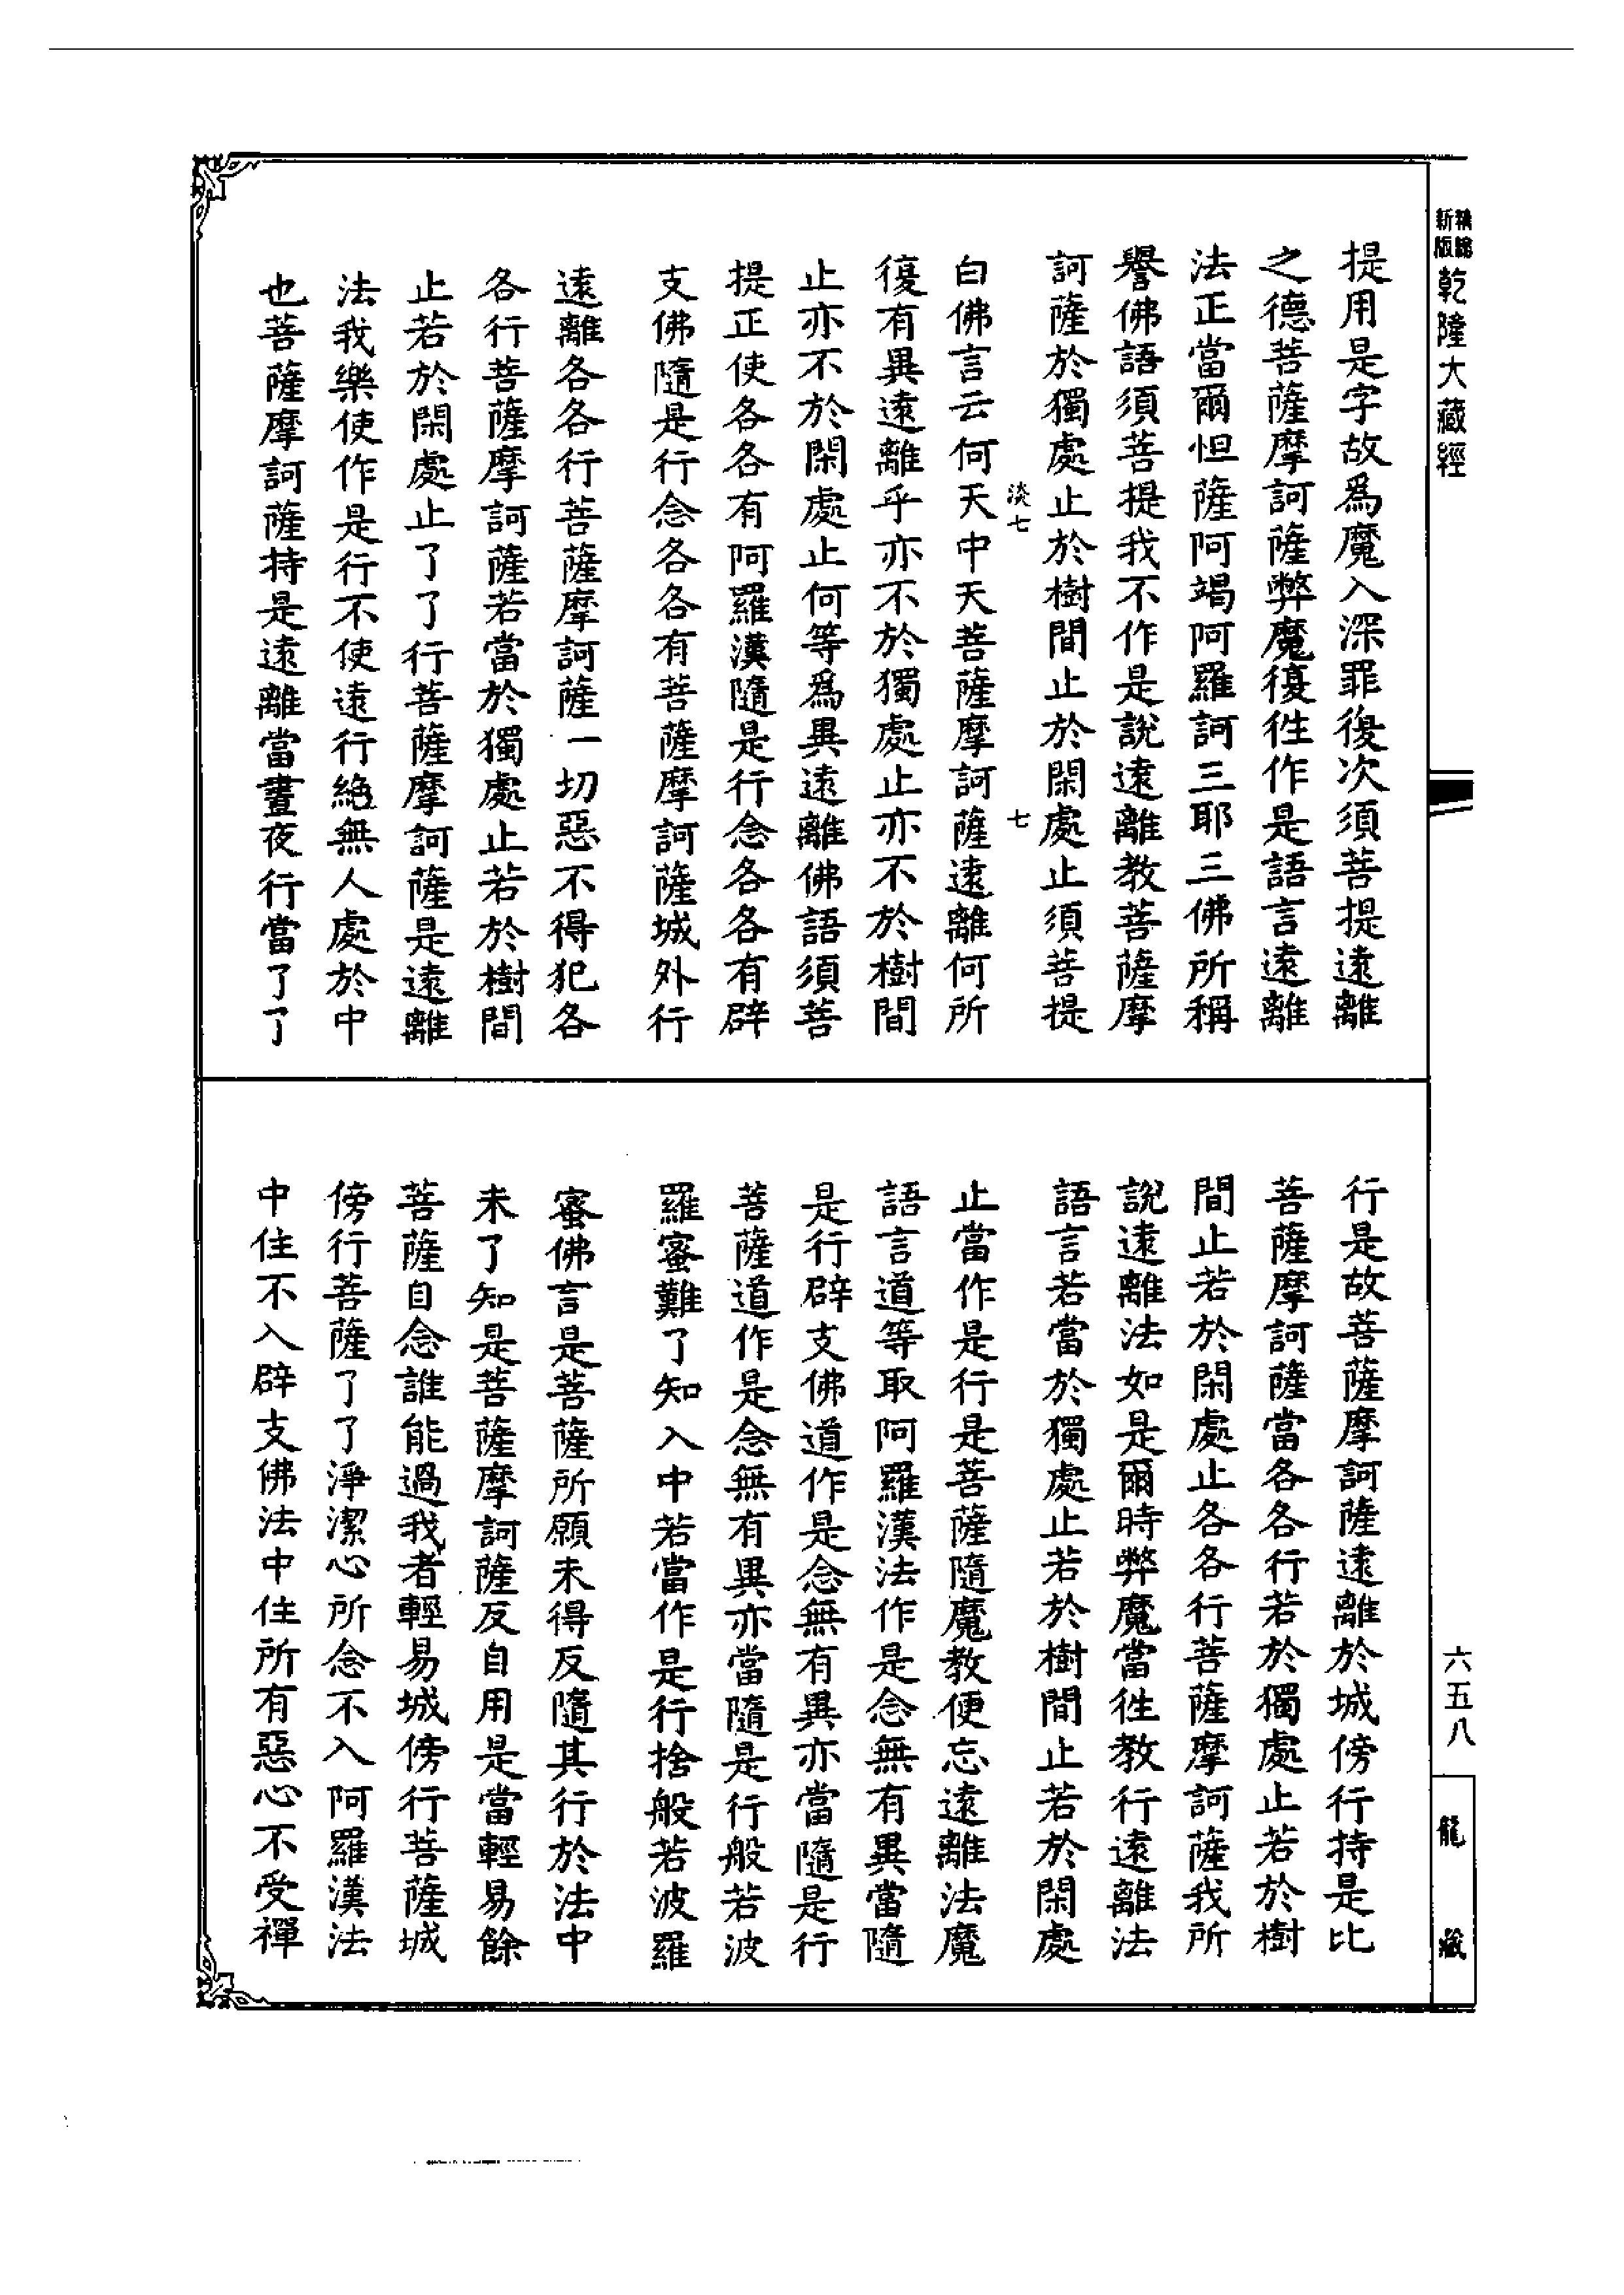 精縮新版乾隆大藏經
提用是字故爲魔入深罪復次須菩提遠離
之德菩薩摩訶薩弊魔復徃作是語言遠離
法正當爾怛薩阿竭阿羅訶三耶三佛所稱
譽佛語須菩提我不作是說遠離教菩薩摩
訶薩於獨處止於樹間止於閑處止須菩提
淡七 七
白佛言云何天中天菩薩摩訶薩遠離何所
復有異遠離乎亦不於獨處止亦不於樹間
止亦不於閑處止何等爲異遠離佛語須菩
提正使各各有阿羅漢隨是行念各各有辟
支佛隨是行念各各有菩薩摩訶薩城外行
遠離各各行菩薩摩訶薩一切惡不得犯各
各行菩薩摩訶薩若當於獨處止若於樹間
止若於閑處止了了行菩薩摩訶薩是遠離
法我樂使作是行不使遠行絕無人處於中
也菩薩摩訶薩持是遠離當晝夜行當了了
行是故菩薩摩訶薩遠離於城傍行持是比
菩薩摩訶薩當各各行若於獨處止若於樹
間止若於閑處止各各行菩薩摩訶薩我所
說遠離法如是爾時弊魔當徃教行遠離法
語言若當於獨處止若於樹間止若於閑處
止當作是行是菩薩隨魔教便忘遠離法魔
語言道等取阿羅漢法作是念無有異當隨
是行辟支佛道作是念無有異亦當隨是行
菩薩道作是念無有異亦當隨是行般若波
羅蜜難了知入中若當作是行捨般若波羅
蜜佛言是菩薩所願未得反隨其行於法中
未了知是菩薩摩訶薩反自用是當輕易餘
菩薩自念誰能過我者輕易城傍行菩薩城
傍行菩薩了了淨潔心所念不入阿羅漢法
中住不入辟支佛法中住所有惡心不受禪
六五八
龍藏